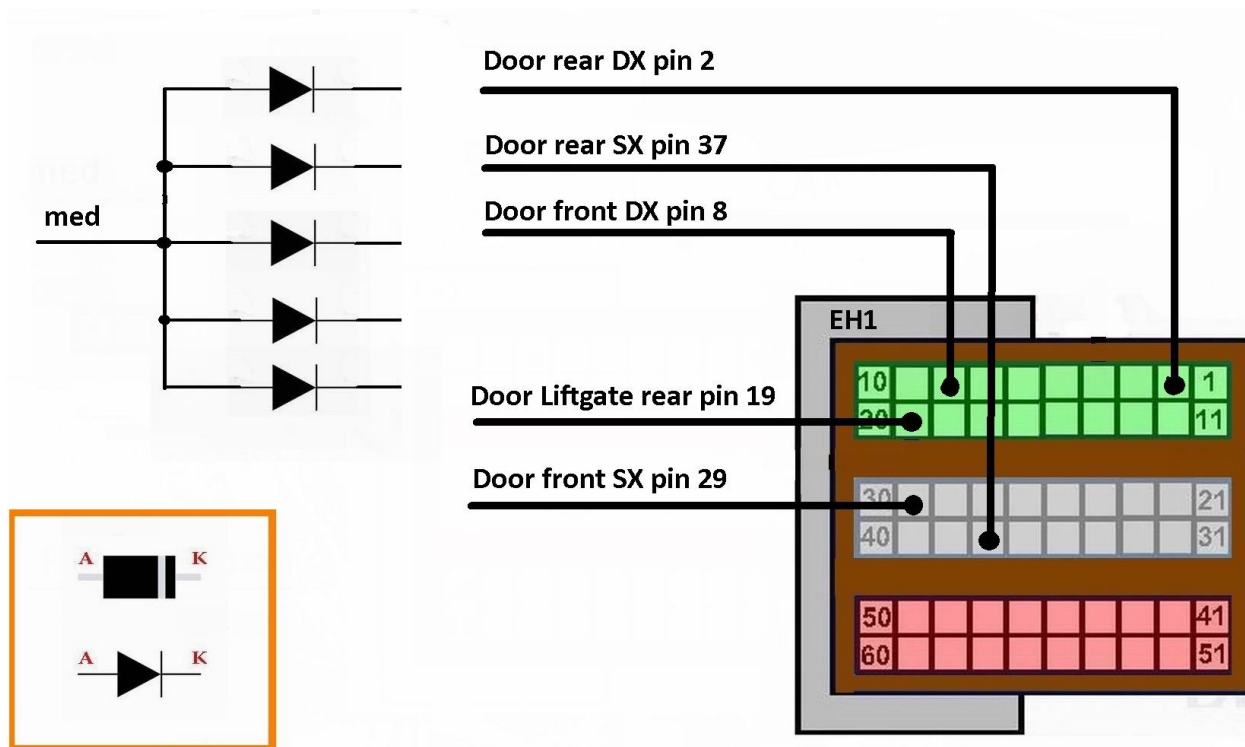 Door rear DX pin 2
Door rear SX pin 37
med
Door front DX pin 8
EH1
10 1
Door Liftgate rear pin 19
20 11
Door front SX pin 29
30 21
40 31
A K
50 41
60 51
A K